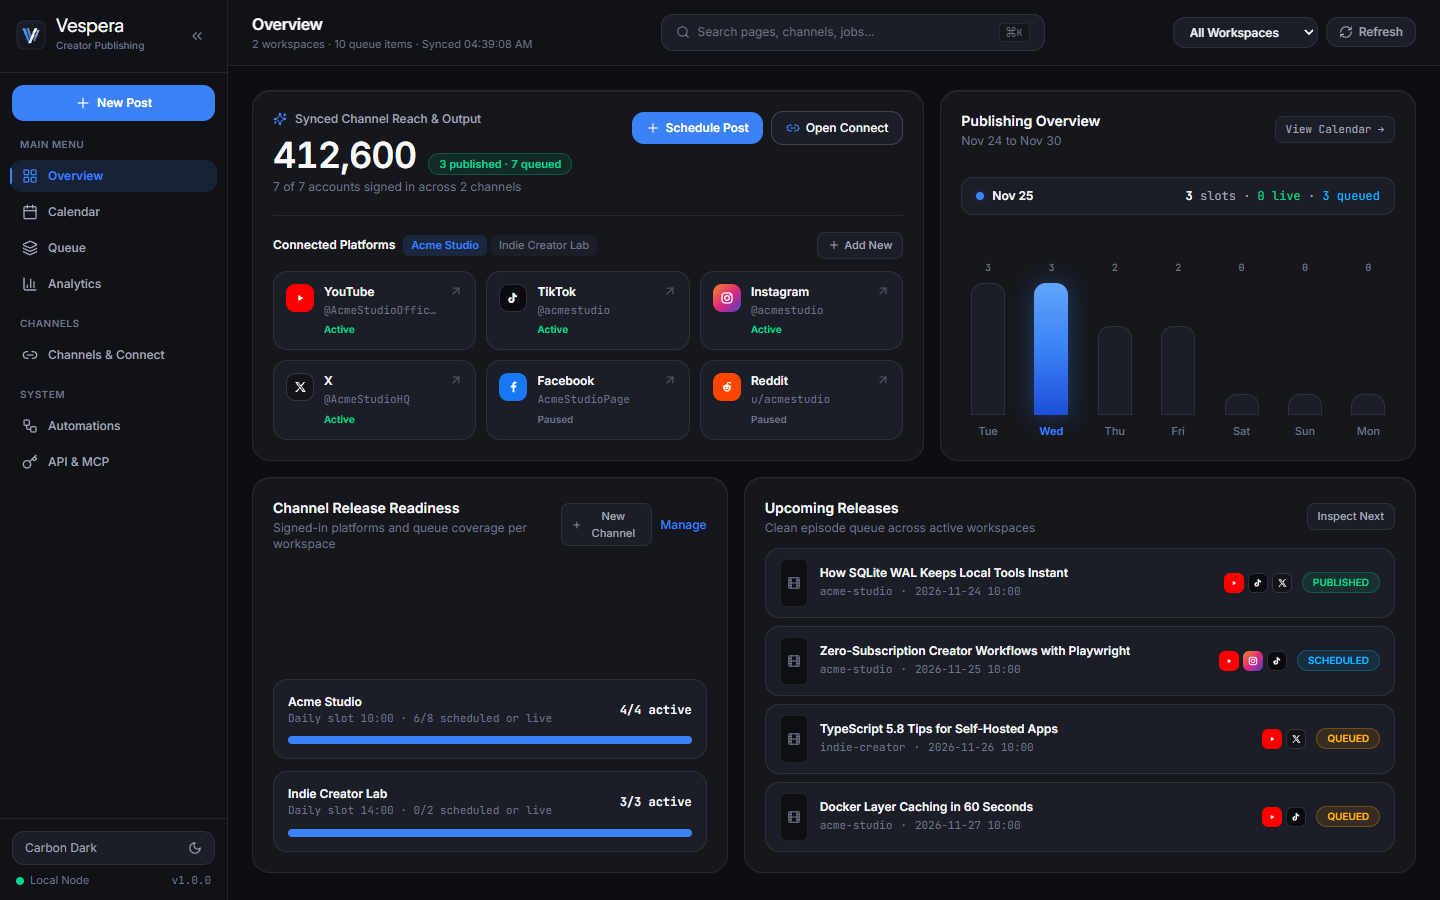 Vespera
Creator Publishing
New Post
MAIN MENU
Overview
Calendar
Queue
Analytics
CHANNELS
Channels & Connect
SYSTEM
Automations
API & MCP
Carbon Dark
Local Node
v1.0.0
Overview
2 workspaces · 10 queue items · Synced 04:39:08 AM
Search pages, channels, jobs...
⌘K
All Workspaces
Refresh
Synced Channel Reach & Output
412,600
3 published · 7 queued
7 of 7 accounts signed in across 2 channels
Schedule Post
Open Connect
Connected Platforms
Acme Studio
Indie Creator Lab
Add New
YouTube
@AcmeStudioOffic…
Active
TikTok
@acmestudio
Active
Instagram
@acmestudio
Active
X
@AcmeStudioHQ
Active
Facebook
AcmeStudioPage
Paused
Reddit
u/acmestudio
Paused
Publishing Overview
Nov 24 to Nov 30
View Calendar →
Nov 25
3 slots · 0 live · 3 queued
3 3 2 2 0 0 0
Tue Wed Thu Fri Sat Sun Mon
Channel Release Readiness
Signed-in platforms and queue coverage per
workspace
+ New
Channel
Manage
Acme Studio
Daily slot 10:00 · 6/8 scheduled or live
4/4 active
Indie Creator Lab
Daily slot 14:00 · 0/2 scheduled or live
3/3 active
Upcoming Releases
Clean episode queue across active workspaces
Inspect Next
How SQLite WAL Keeps Local Tools Instant
acme-studio · 2026-11-24 10:00
PUBLISHED
Zero-Subscription Creator Workflows with Playwright
acme-studio · 2026-11-25 10:00
SCHEDULED
TypeScript 5.8 Tips for Self-Hosted Apps
indie-creator · 2026-11-26 10:00
QUEUED
Docker Layer Caching in 60 Seconds
acme-studio · 2026-11-27 10:00
QUEUED